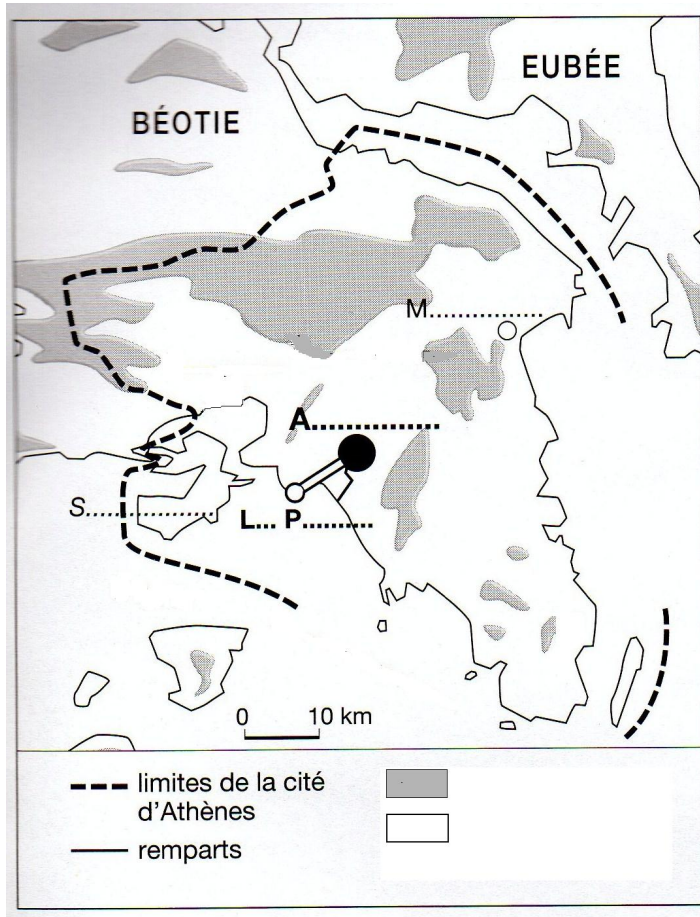 EUBÉE
BÉOTIE
M....................
A....................
S....................
L... P...........
0 10 km
limites de la cité
d'Athènes
remparts